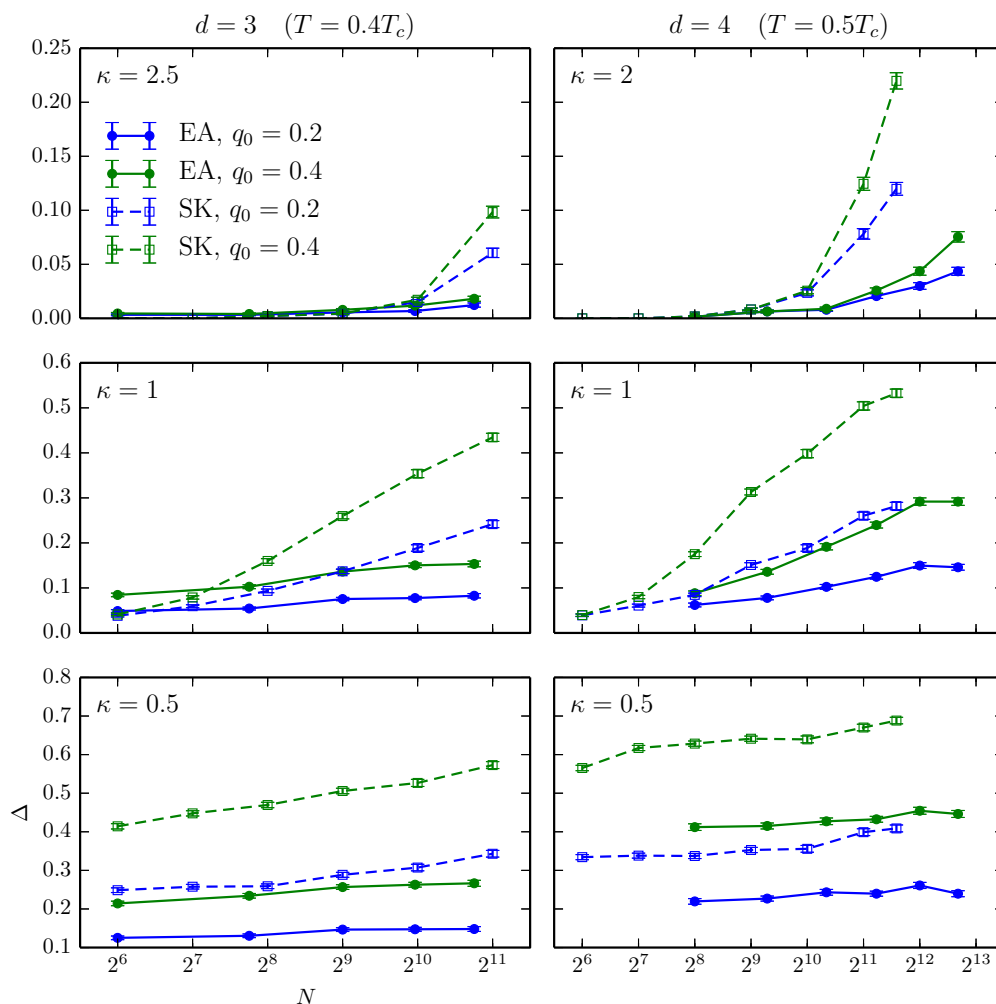 d = 3 (T = 0.4T_c)
d = 4 (T = 0.5T_c)
0.25
0.20
0.15
0.10
0.05
0.00
κ = 2.5
EA, q_0 = 0.2
EA, q_0 = 0.4
SK, q_0 = 0.2
SK, q_0 = 0.4
κ = 2
0.6
0.5
0.4
0.3
0.2
0.1
0.0
κ = 1
κ = 1
0.8
0.7
0.6
0.5
0.4
0.3
0.2
0.1
Δ
κ = 0.5
κ = 0.5
2^6 2^7 2^8 2^9 2^10 2^11
2^6 2^7 2^8 2^9 2^10 2^11 2^12 2^13
N